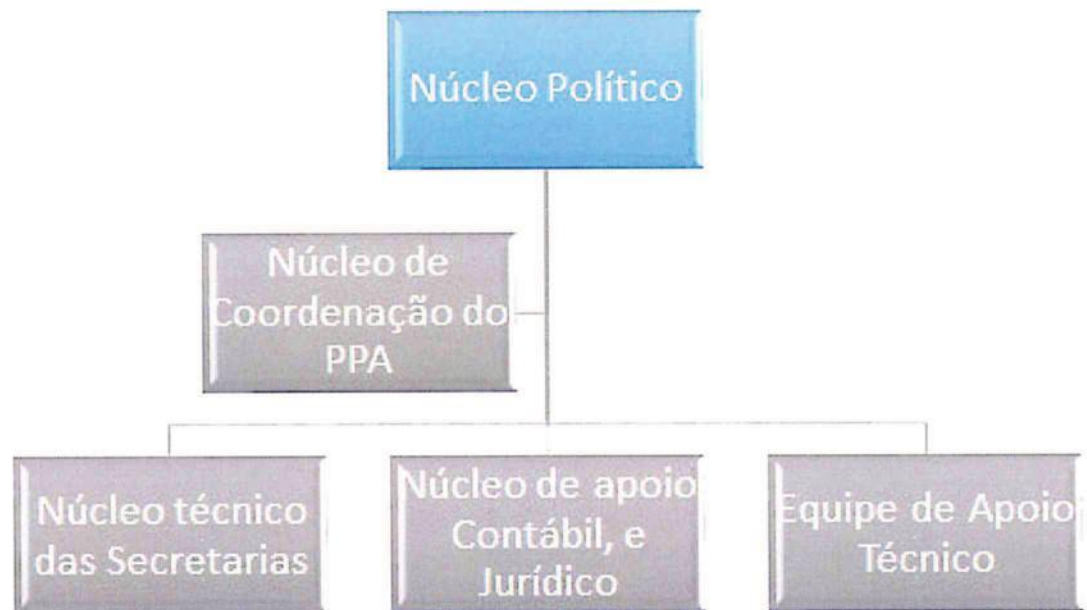 Núcleo Político
Núcleo de
Coordenação do
PPA
Núcleo técnico
das Secretarias
Núcleo de apoio
Contábil, e
Jurídico
Equipe de Apoio
Técnico